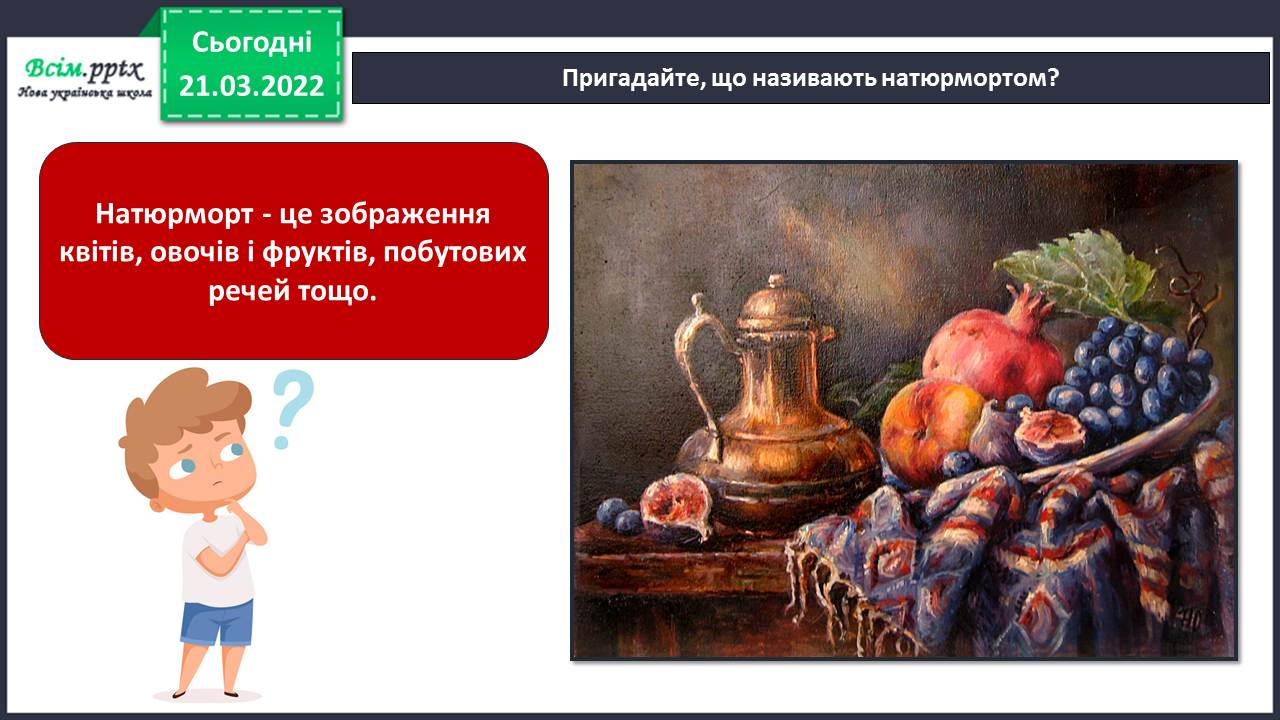 Сьогодні
21.03.2022
Всім.pptx
Нова українська школа
Пригадайте, що називають натюрмортом?
Натюрморт - це зображення
квітів, овочів і фруктів, побутових
речей тощо.
?